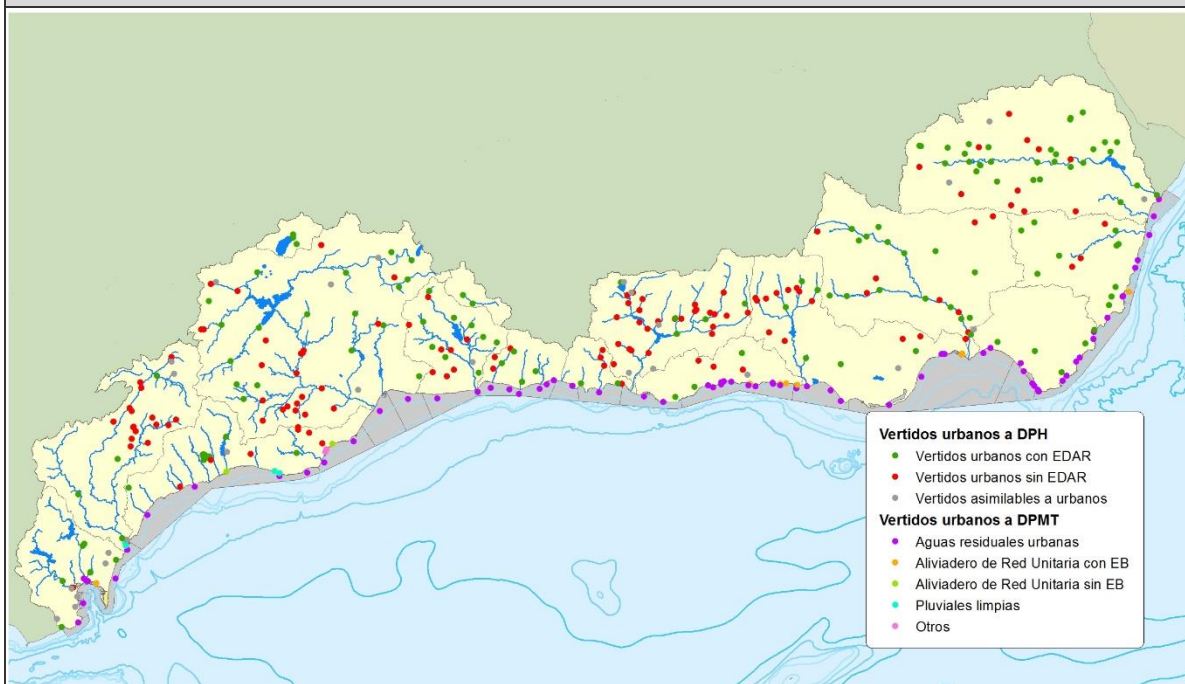 Vertidos urbanos a DPH
Vertidos urbanos con EDAR
Vertidos urbanos sin EDAR
Vertidos asimilables a urbanos
Vertidos urbanos a DPMT
Aguas residuales urbanas
Aliviadero de Red Unitaria con EB
Aliviadero de Red Unitaria sin EB
Pluviales limpias
Otros